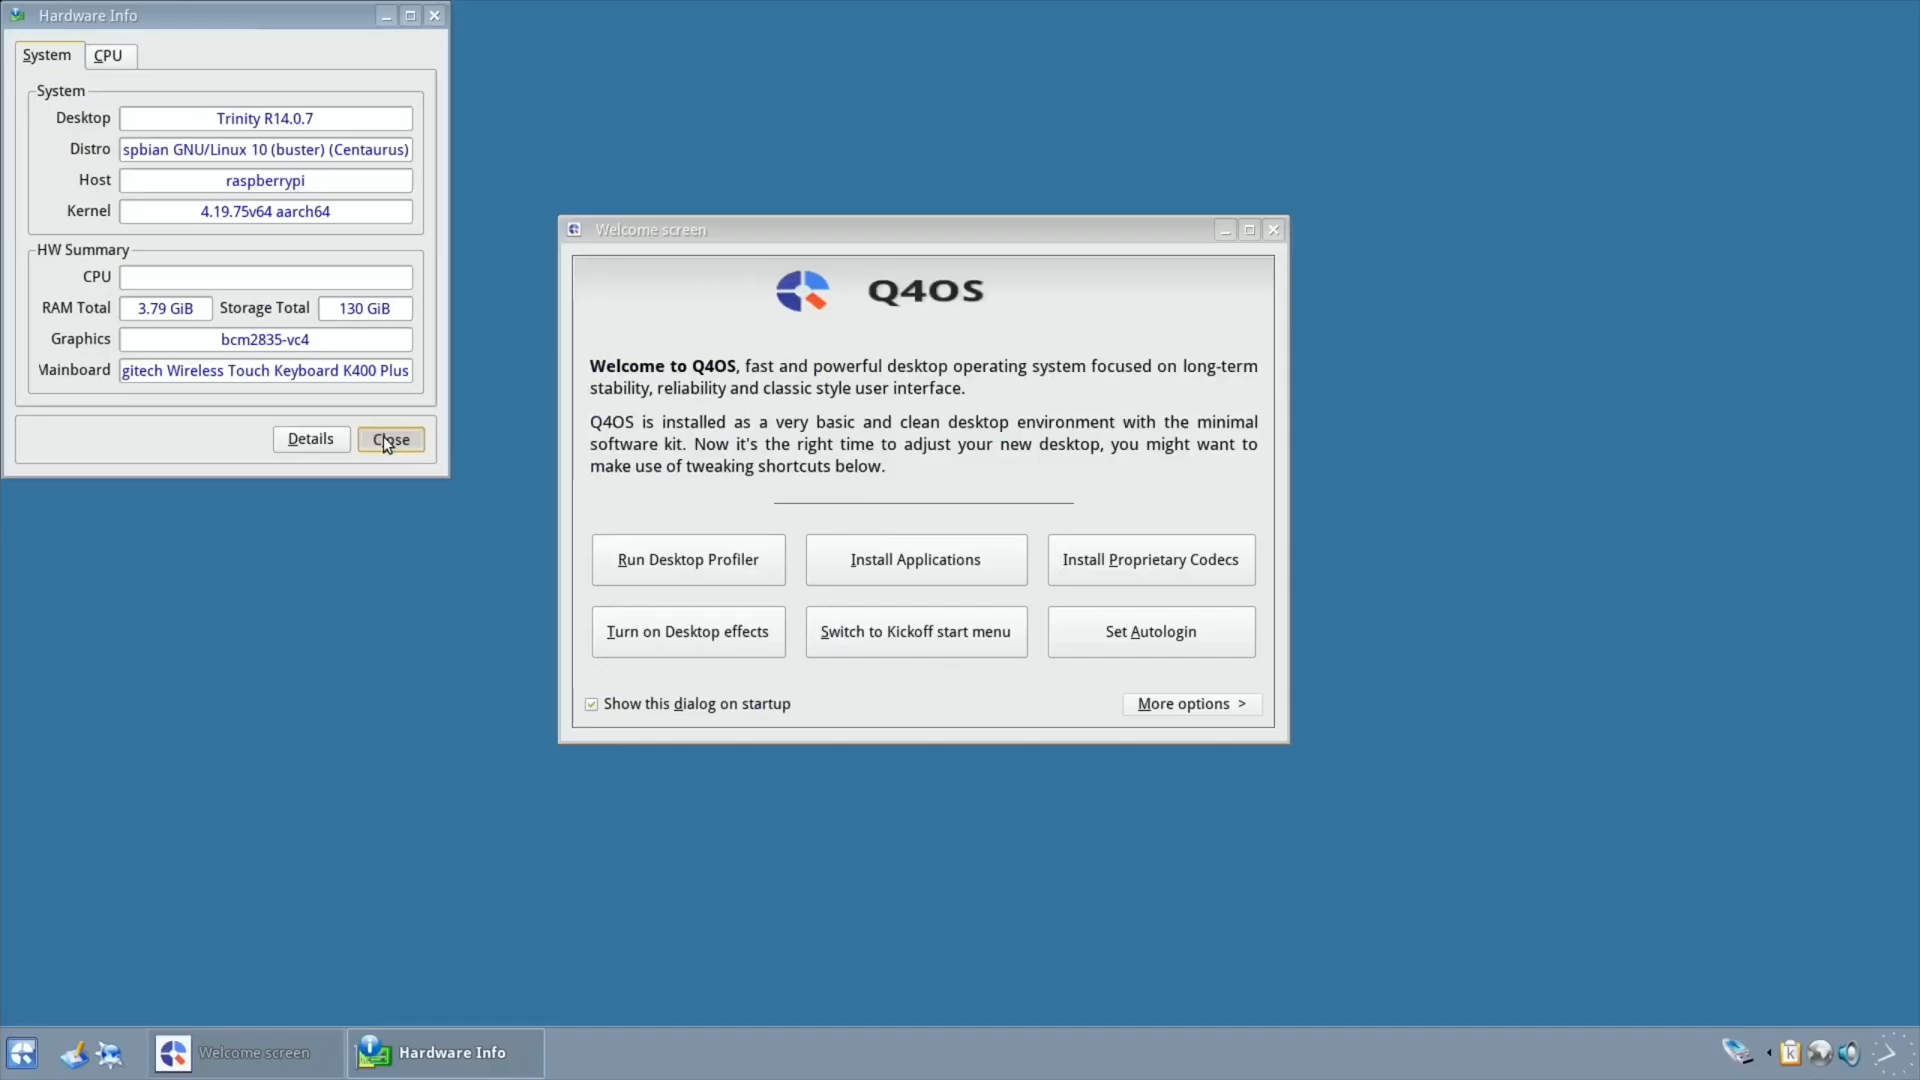 Hardware Info
System
CPU
System
Desktop
Trinity R14.0.7
Distro
spbian GNU/Linux 10 (buster) (Centaurus)
Host
raspberrypi
Kernel
4.19.75v64 aarch64
HW Summary
CPU
RAM Total
3.79 GiB
Storage Total
130 GiB
Graphics
bcm2835-vc4
Mainboard
gitech Wireless Touch Keyboard K400 Plus
Details
Close
Welcome screen
Q4OS
Welcome to Q4OS, fast and powerful desktop operating system focused on long-term
stability, reliability and classic style user interface.
Q4OS is installed as a very basic and clean desktop environment with the minimal
software kit. Now it's the right time to adjust your new desktop, you might want to
make use of tweaking shortcuts below.
Run Desktop Profiler
Install Applications
Install Proprietary Codecs
Turn on Desktop effects
Switch to Kickoff start menu
Set Autologin
Show this dialog on startup
More options >
Welcome screen
Hardware Info
k